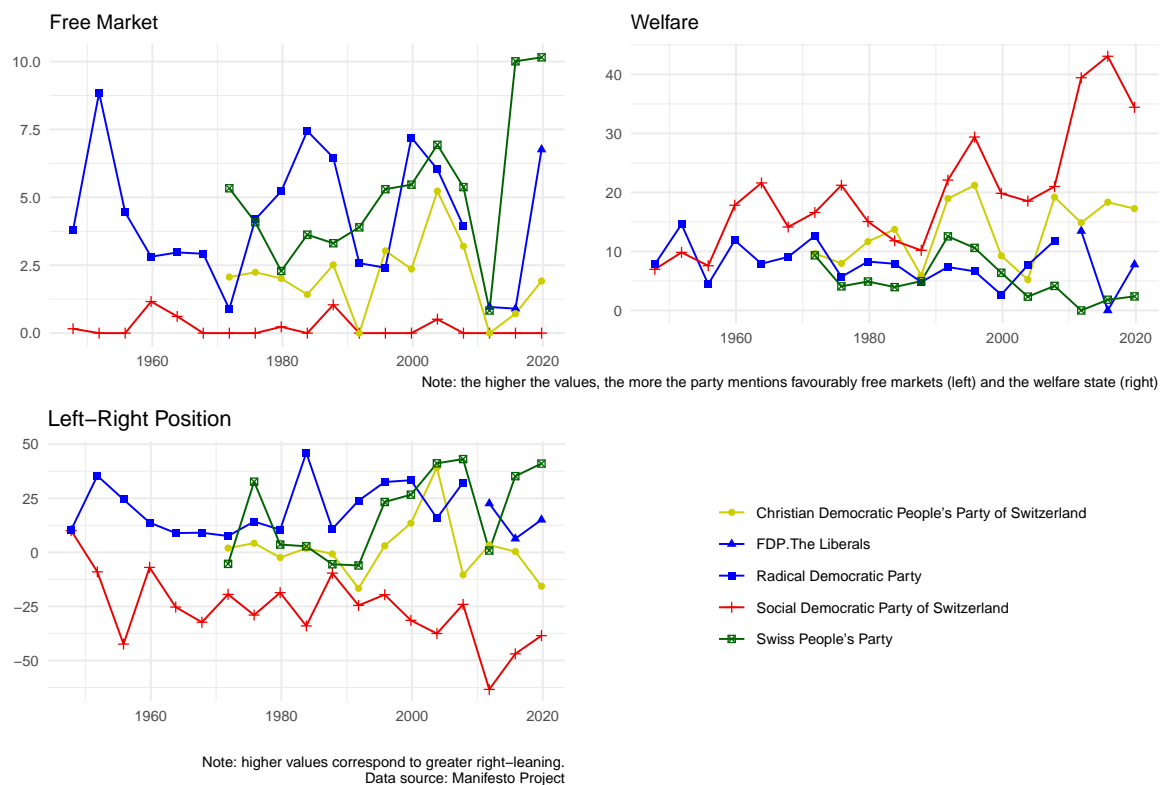 Free Market
Welfare
10.0
7.5
5.0
2.5
0.0
1960
1980
2000
2020
40
30
20
10
0
1960
1980
2000
2020
Note: the higher the values, the more the party mentions favourably free markets (left) and the welfare state (right)
Left−Right Position
50
25
0
−25
−50
1960
1980
2000
2020
Christian Democratic People's Party of Switzerland
FDP.The Liberals
Radical Democratic Party
Social Democratic Party of Switzerland
Swiss People's Party
Note: higher values correspond to greater right−leaning.
Data source: Manifesto Project